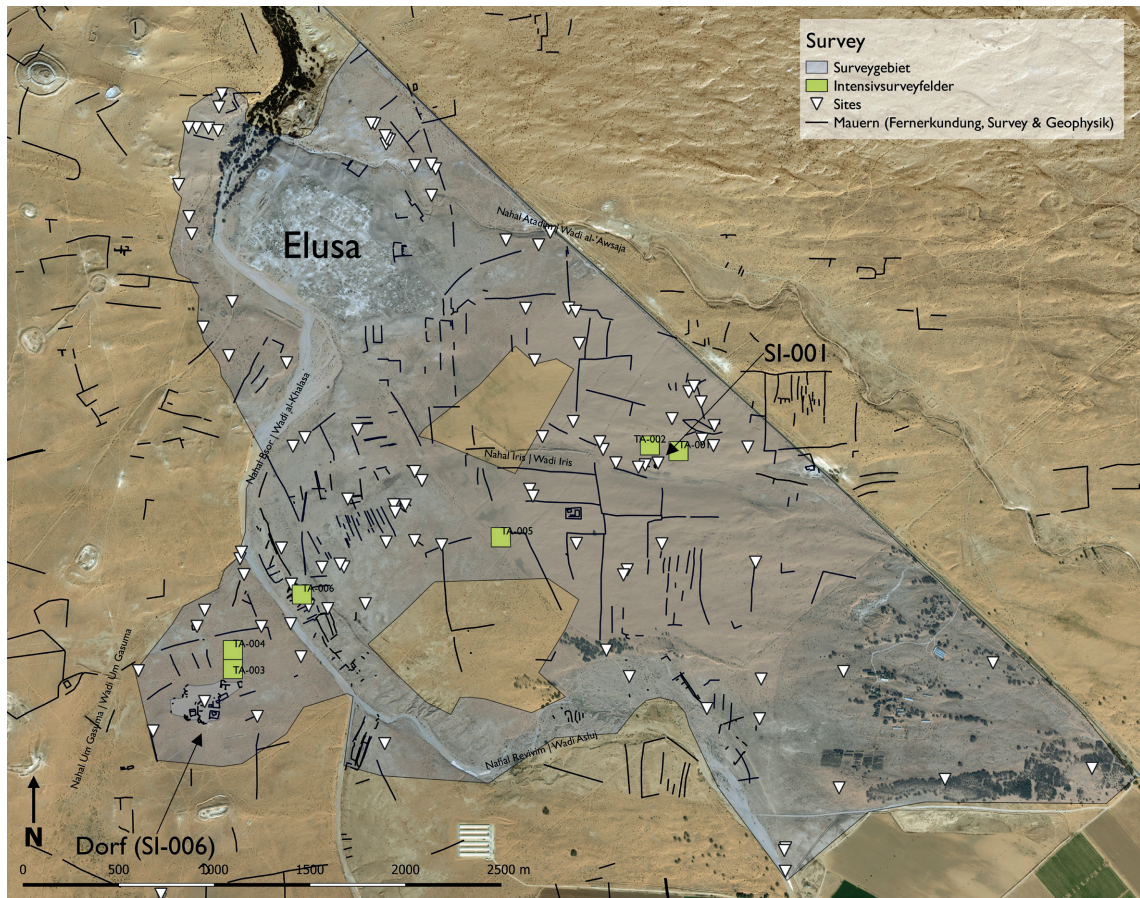 Survey
Surveygebiet
Intensivsurveyfelder
Sites
Mauern (Fernerkundung, Survey & Geophysik)
Elusa
Nahal Atadim | Wadi al-'Awsaja
SI-001
Nahal Bsor | Wadi al-Khalasa
TA-002
TA-001
Nahal Iris | Wadi Iris
TA-005
TA-006
TA-004
TA-003
Nahal Um Gasuma | Wadi Um Gasuma
Nahal Revivim | Wadi Asluj
N
Dorf (SI-006)
0 500 1000 1500 2000 2500 m